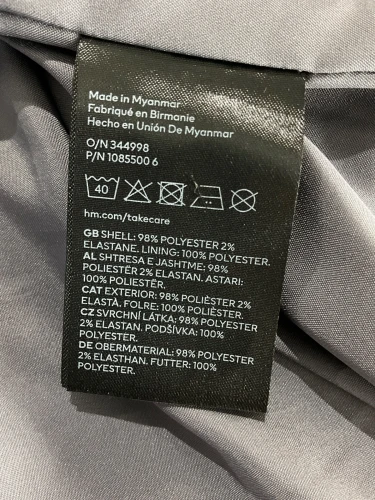 Made in Myanmar
Fabriqué en Birmanie
Hecho en Unión De Myanmar
O/N 344998
P/N 1085500 6
40
hm.com/takecare
GB SHELL: 98% POLYESTER 2%
ELASTANE. LINING: 100% POLYESTER.
AL SHTRESA E JASHTME: 98%
POLIESTËR 2% ELASTAN. ASTARI:
100% POLIESTËR.
CAT EXTERIOR: 98% POLIÈSTER 2%
ELASTÀ. FOLRE: 100% POLIÈSTER.
CZ SVRCHNÍ LÁTKA: 98% POLYESTER
2% ELASTAN. PODŠÍVKA: 100%
POLYESTER.
DE OBERMATERIAL: 98% POLYESTER
2% ELASTHAN. FUTTER: 100%
POLYESTER.